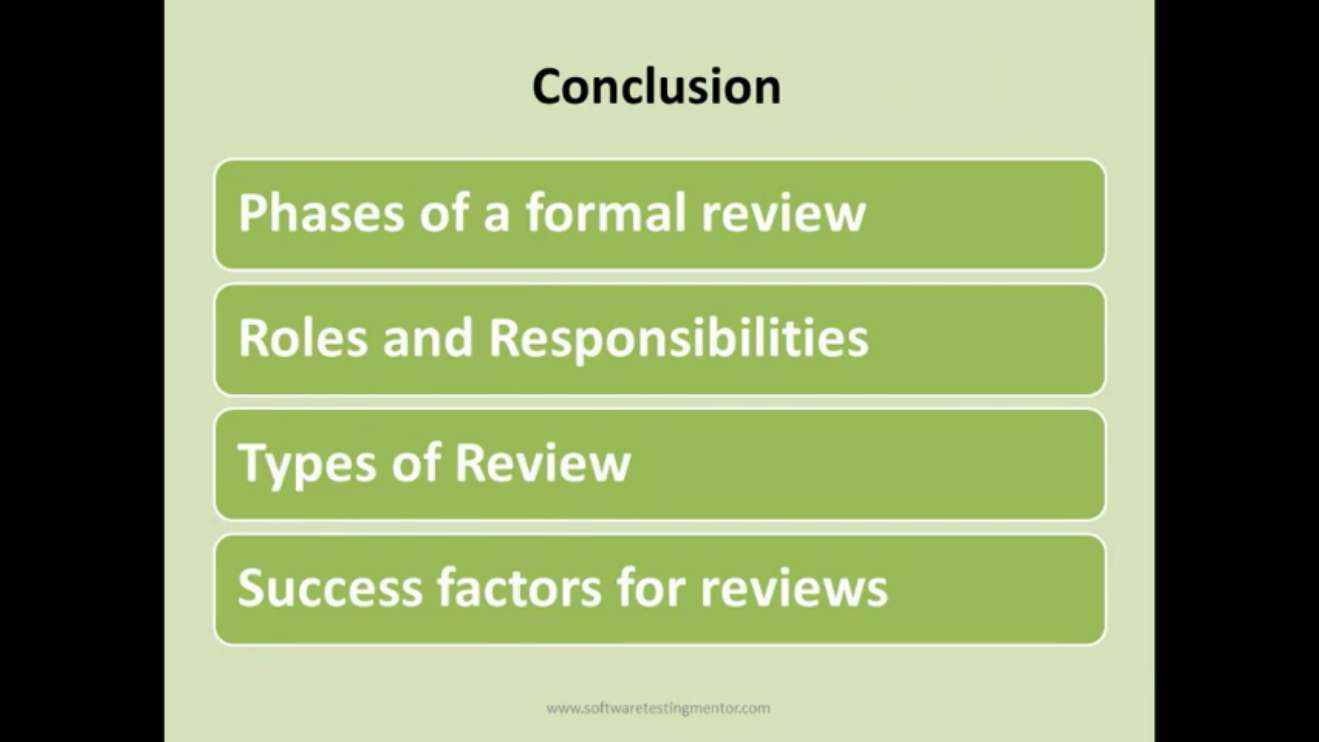 Conclusion
Phases of a formal review
Roles and Responsibilities
Types of Review
Success factors for reviews
www.softwaretestingmentor.com